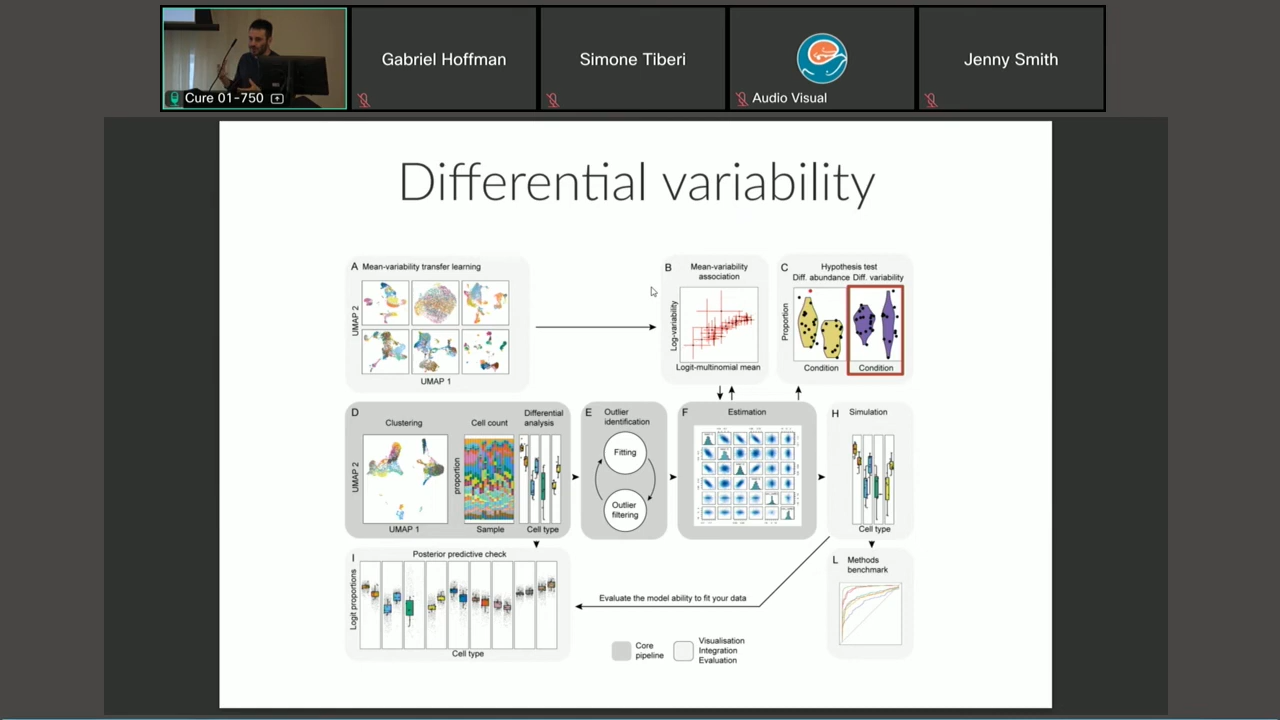 Cure 01-750
Gabriel Hoffman
Simone Tiberi
Audio Visual
Jenny Smith
Differential variability
A Mean-variability transfer learning
UMAP 2
UMAP 1
B Mean-variability
association
Log-variability
Logit-multinomial mean
C Hypothesis test
Diff. abundance Diff. variability
Proportion
Condition
Condition
D Clustering
UMAP 2
UMAP 1
Cell count
proportion
Sample
Differential
analysis
Cell type
E Outlier
identification
Fitting
Outlier
filtering
F Estimation
H Simulation
Cell type
I Posterior predictive check
Logit proportions
Cell type
Evaluate the model ability to fit your data
L Methods
benchmark
Core
pipeline
Visualisation
Integration
Evaluation